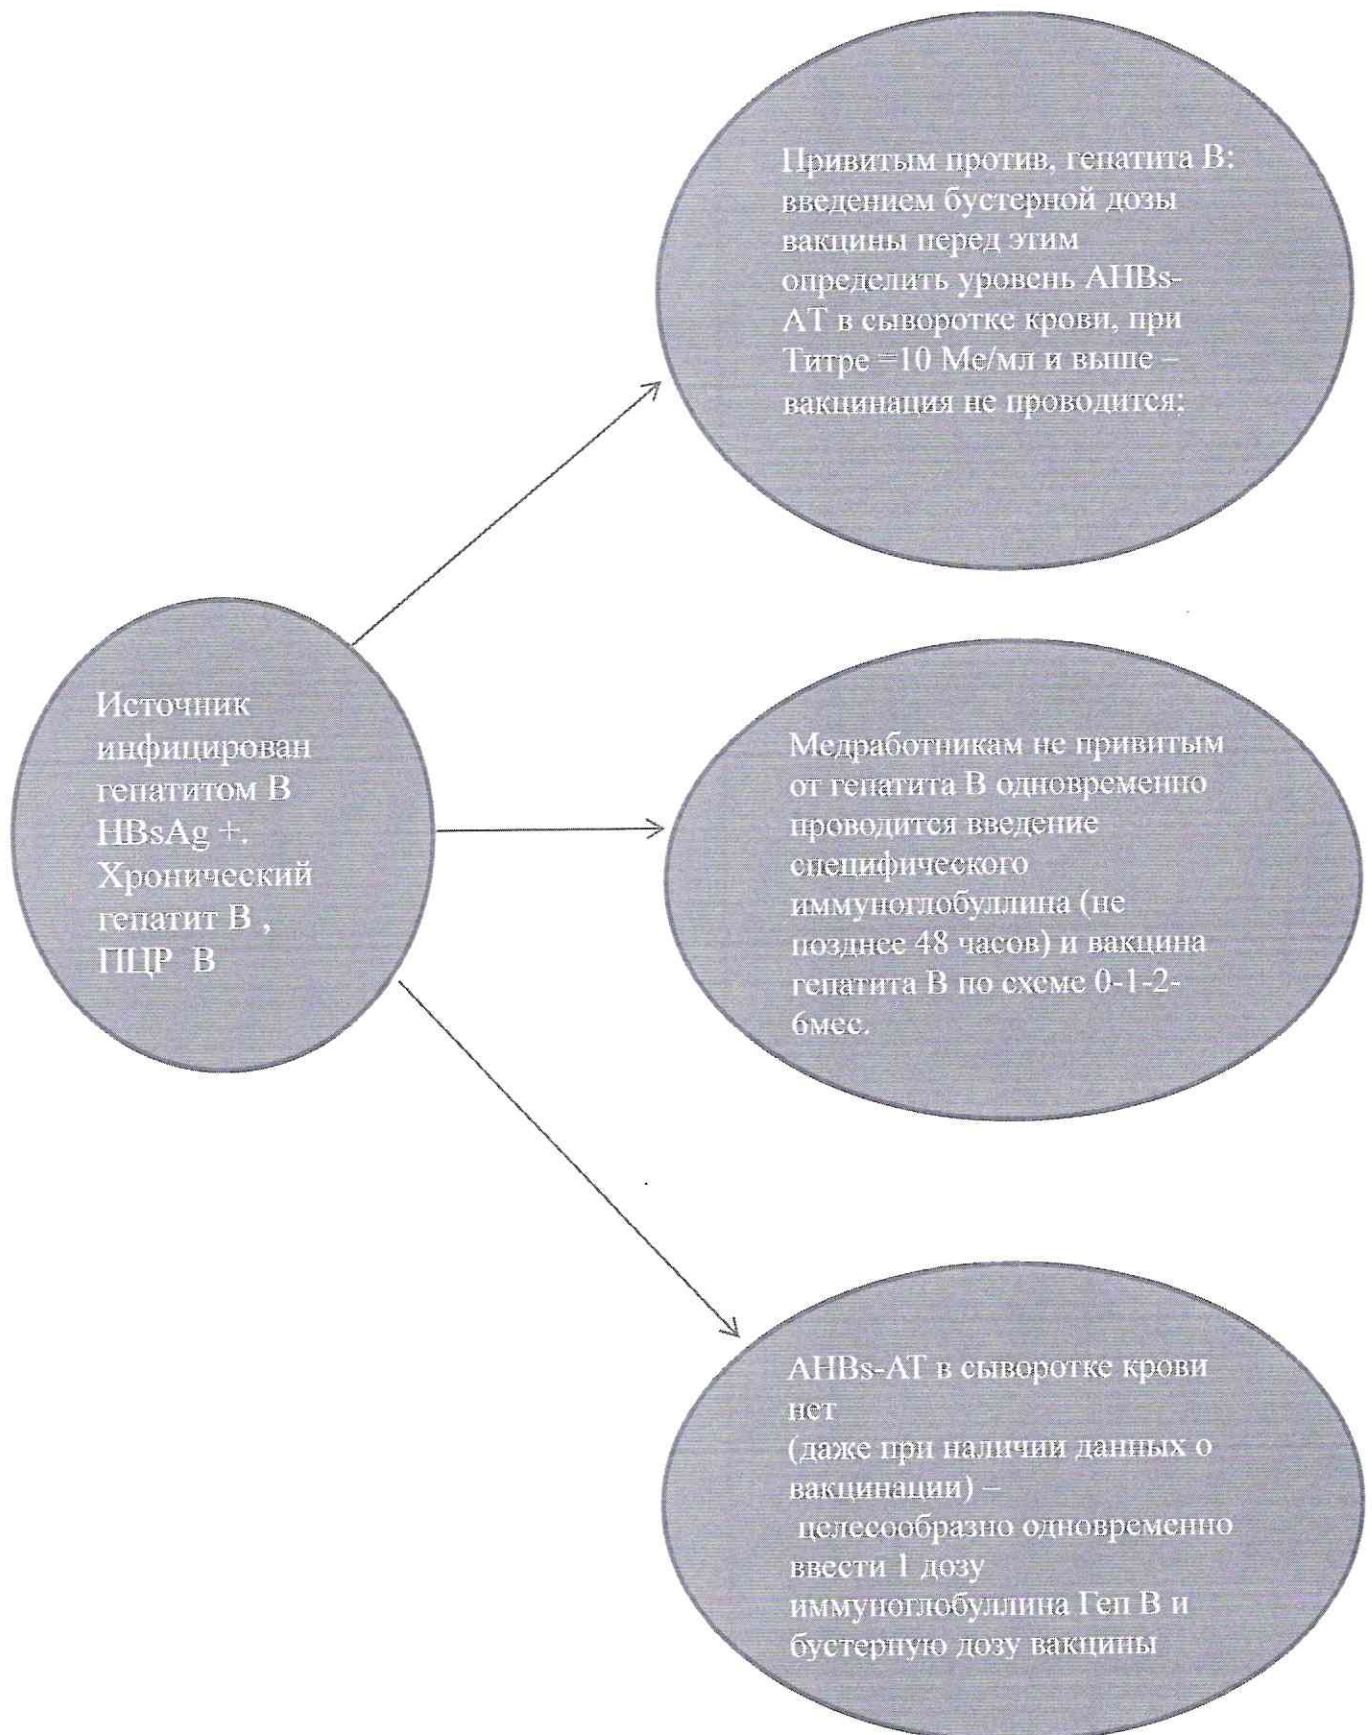 Привитым против, гепатита В:
введением бустерной дозы
вакцины перед этим
определить уровень AHBs-
АТ в сыворотке крови, при
Титре =10 Ме/мл и выше –
вакцинация не проводится;
Источник
инфицирован
гепатитом В
HBsAg +.
Хронический
гепатит В ,
ПЦР В
Медработникам не привитым
от гепатита В одновременно
проводится введение
специфического
иммуноглобуллина (не
позднее 48 часов) и вакцина
гепатита В по схеме 0-1-2-
6мес.
AHBs-АТ в сыворотке крови
нет
(даже при наличии данных о
вакцинации) –
целесообразно одновременно
ввести 1 дозу
иммуноглобуллина Геп В и
бустерную дозу вакцины